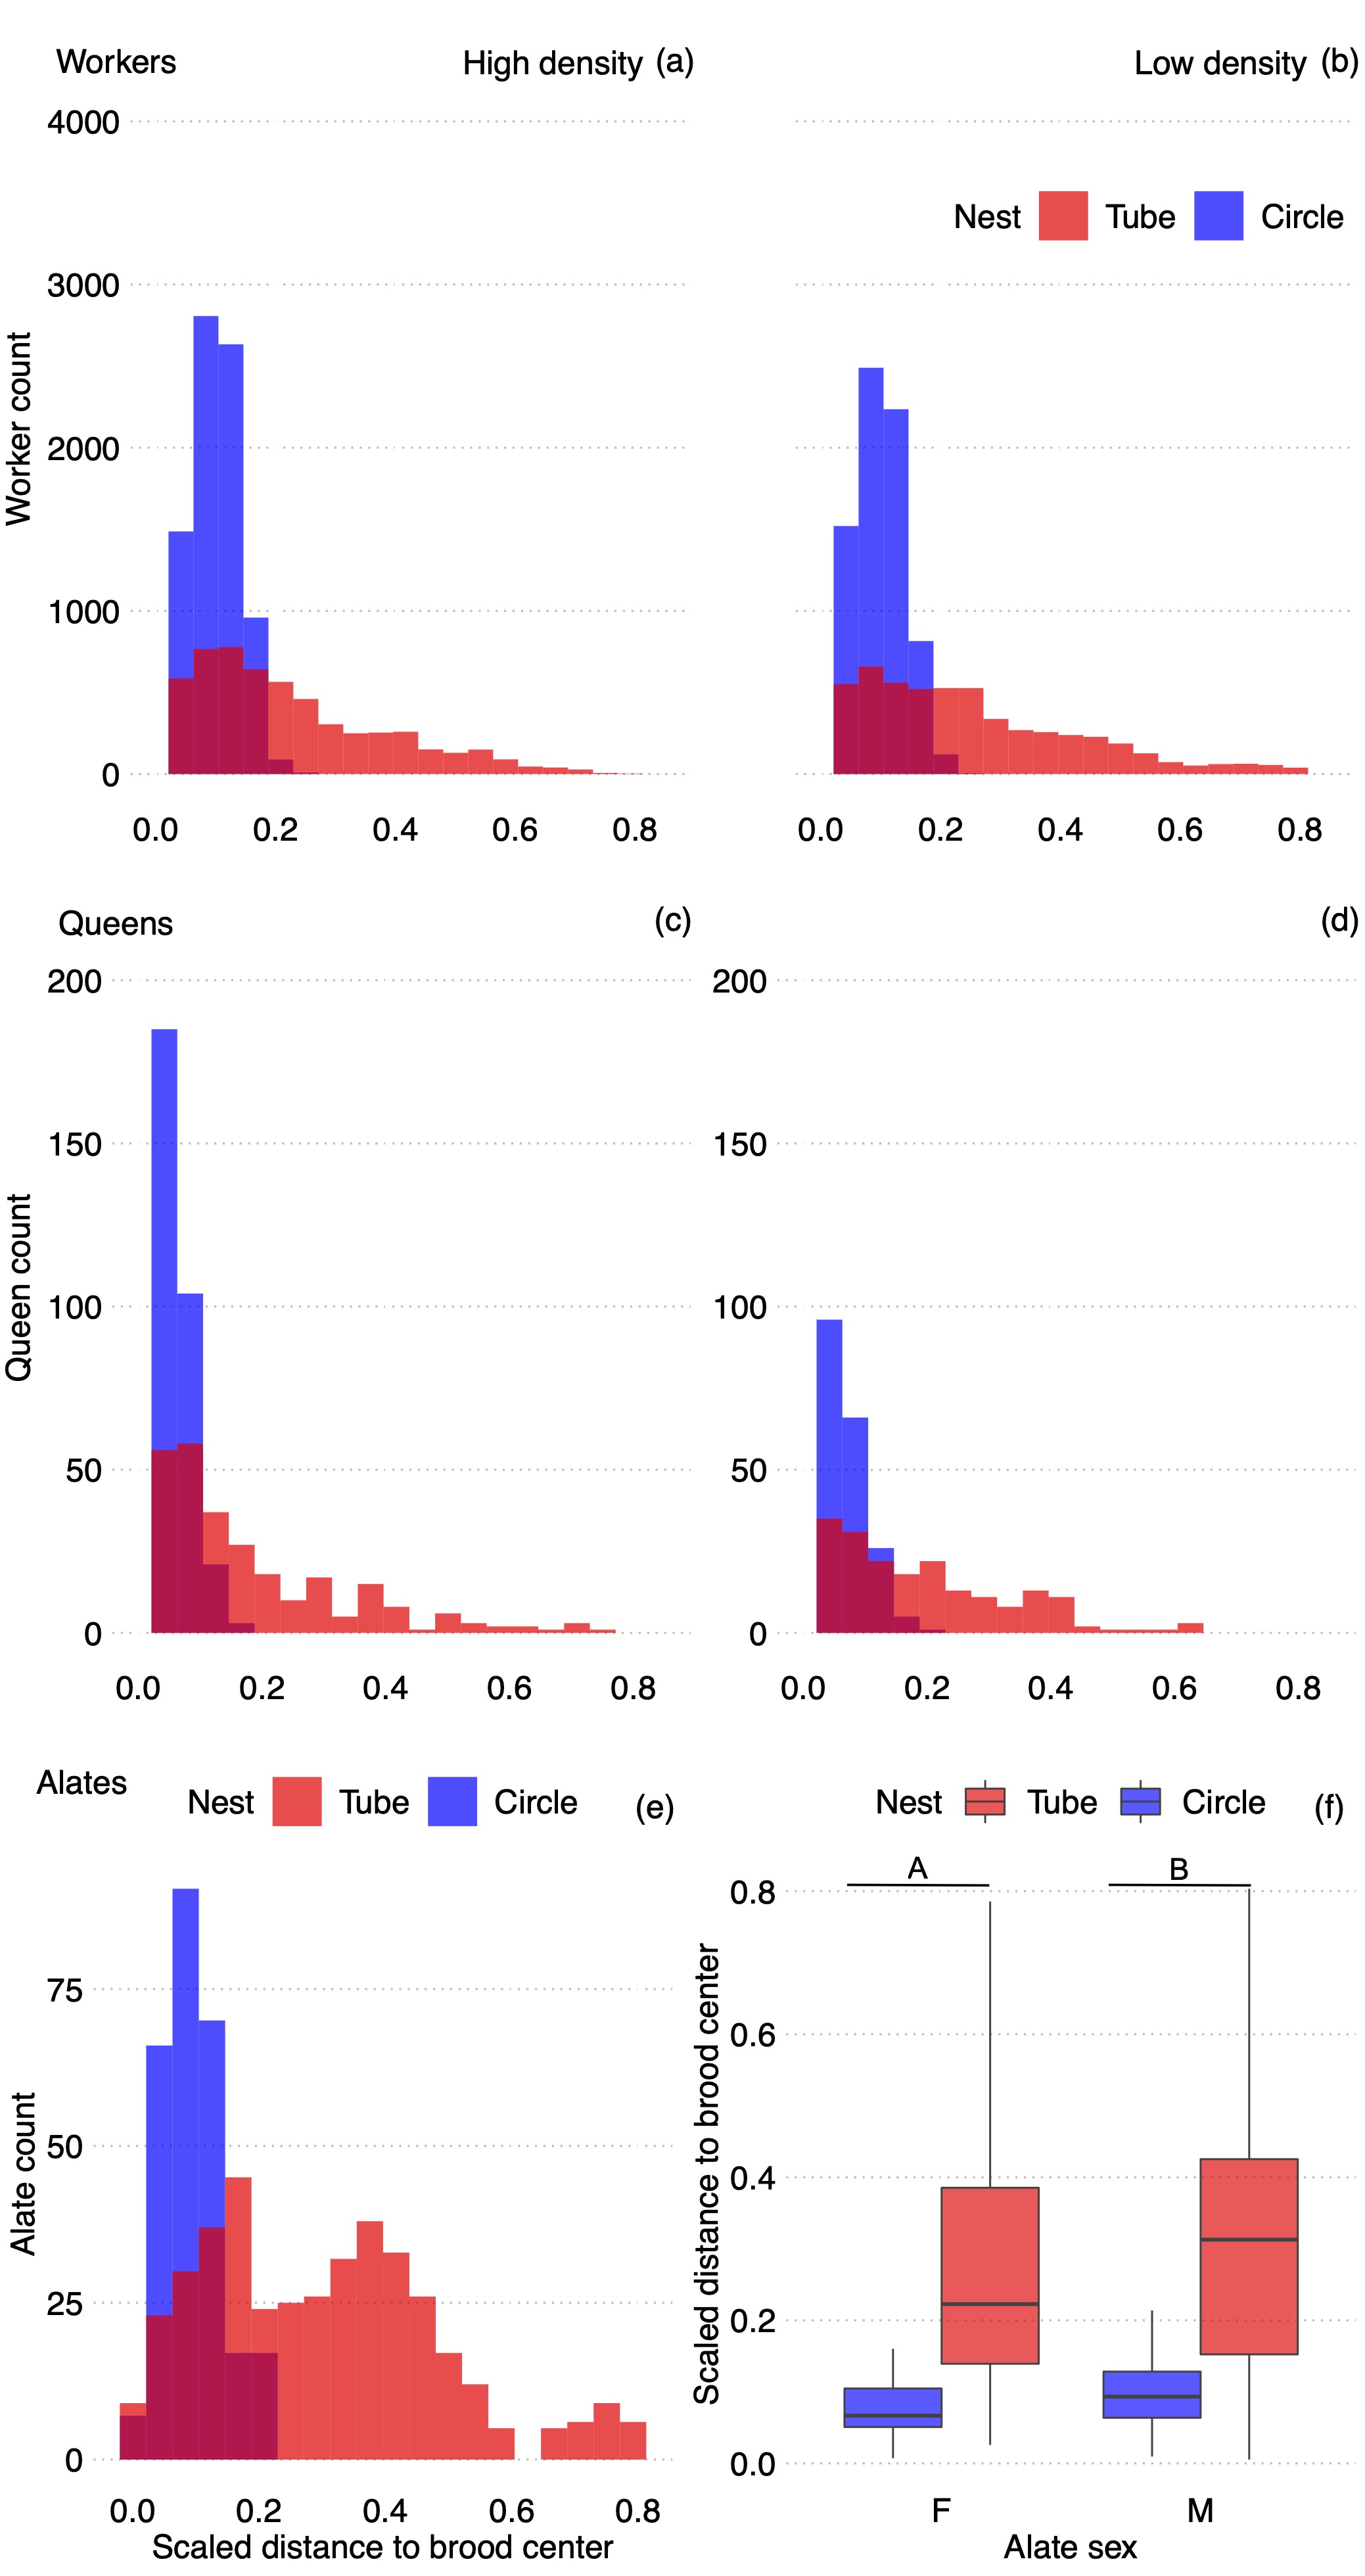 Workers High density (a) Low density (b)
4000
Nest Tube Circle
3000
Worker count
2000
1000
0
0.0 0.2 0.4 0.6 0.8 0.0 0.2 0.4 0.6 0.8
Queens (c) (d)
200 200
150 150
Queen count
100 100
50 50
0 0
0.0 0.2 0.4 0.6 0.8 0.0 0.2 0.4 0.6 0.8
Alates Nest Tube Circle (e) Nest Tube Circle (f)
Alate count
75
50
25
0
0.0 0.2 0.4 0.6 0.8
Scaled distance to brood center
A B
Scaled distance to brood center
0.8
0.6
0.4
0.2
0.0
F M
Alate sex